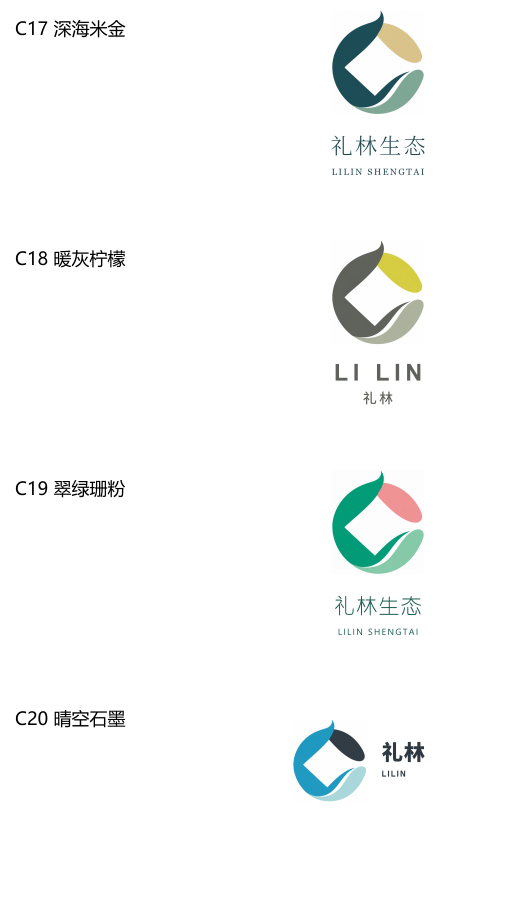 C17 深海米金
礼林生态
LILIN SHENGTAI
C18 暖灰柠檬
LI LIN
礼林
C19 翠绿珊粉
礼林生态
LILIN SHENGTAI
C20 晴空石墨
礼林
LILIN